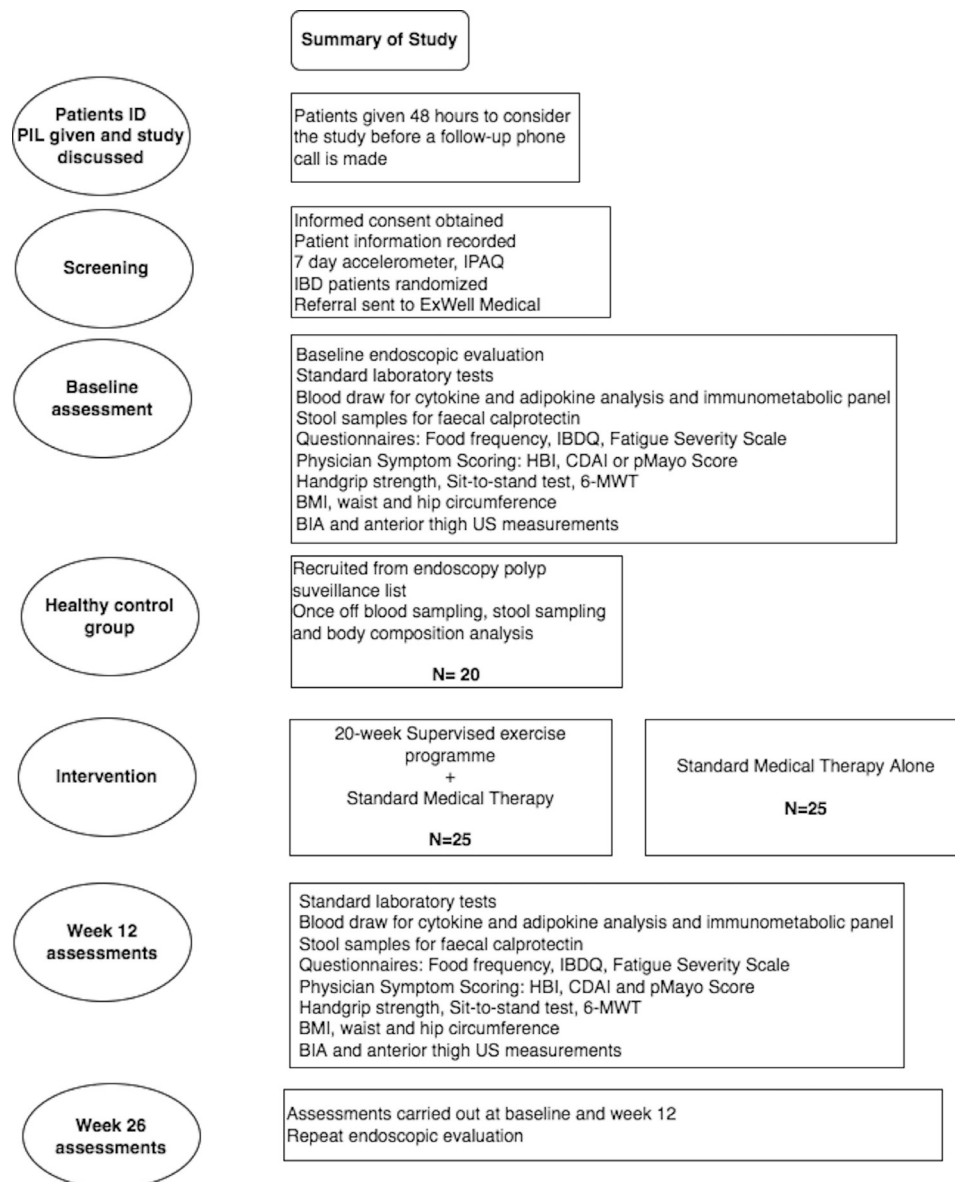 Summary of Study
Patients ID
PIL given and study
discussed
Patients given 48 hours to consider
the study before a follow-up phone
call is made
Screening
Informed consent obtained
Patient information recorded
7 day accelerometer, IPAQ
IBD patients randomized
Referral sent to ExWell Medical
Baseline
assessment
Baseline endoscopic evaluation
Standard laboratory tests
Blood draw for cytokine and adipokine analysis and immunometabolic panel
Stool samples for faecal calprotectin
Questionnaires: Food frequency, IBDQ, Fatigue Severity Scale
Physician Symptom Scoring: HBI, CDAI or pMayo Score
Handgrip strength, Sit-to-stand test, 6-MWT
BMI, waist and hip circumference
BIA and anterior thigh US measurements
Healthy control
group
Recruited from endoscopy polyp
suveillance list
Once off blood sampling, stool sampling
and body composition analysis
N= 20
Intervention
20-week Supervised exercise
programme
+
Standard Medical Therapy
N=25
Standard Medical Therapy Alone
N=25
Week 12
assessments
Standard laboratory tests
Blood draw for cytokine and adipokine analysis and immunometabolic panel
Stool samples for faecal calprotectin
Questionnaires: Food frequency, IBDQ, Fatigue Severity Scale
Physician Symptom Scoring: HBI, CDAI and pMayo Score
Handgrip strength, Sit-to-stand test, 6-MWT
BMI, waist and hip circumference
BIA and anterior thigh US measurements
Week 26
assessments
Assessments carried out at baseline and week 12
Repeat endoscopic evaluation